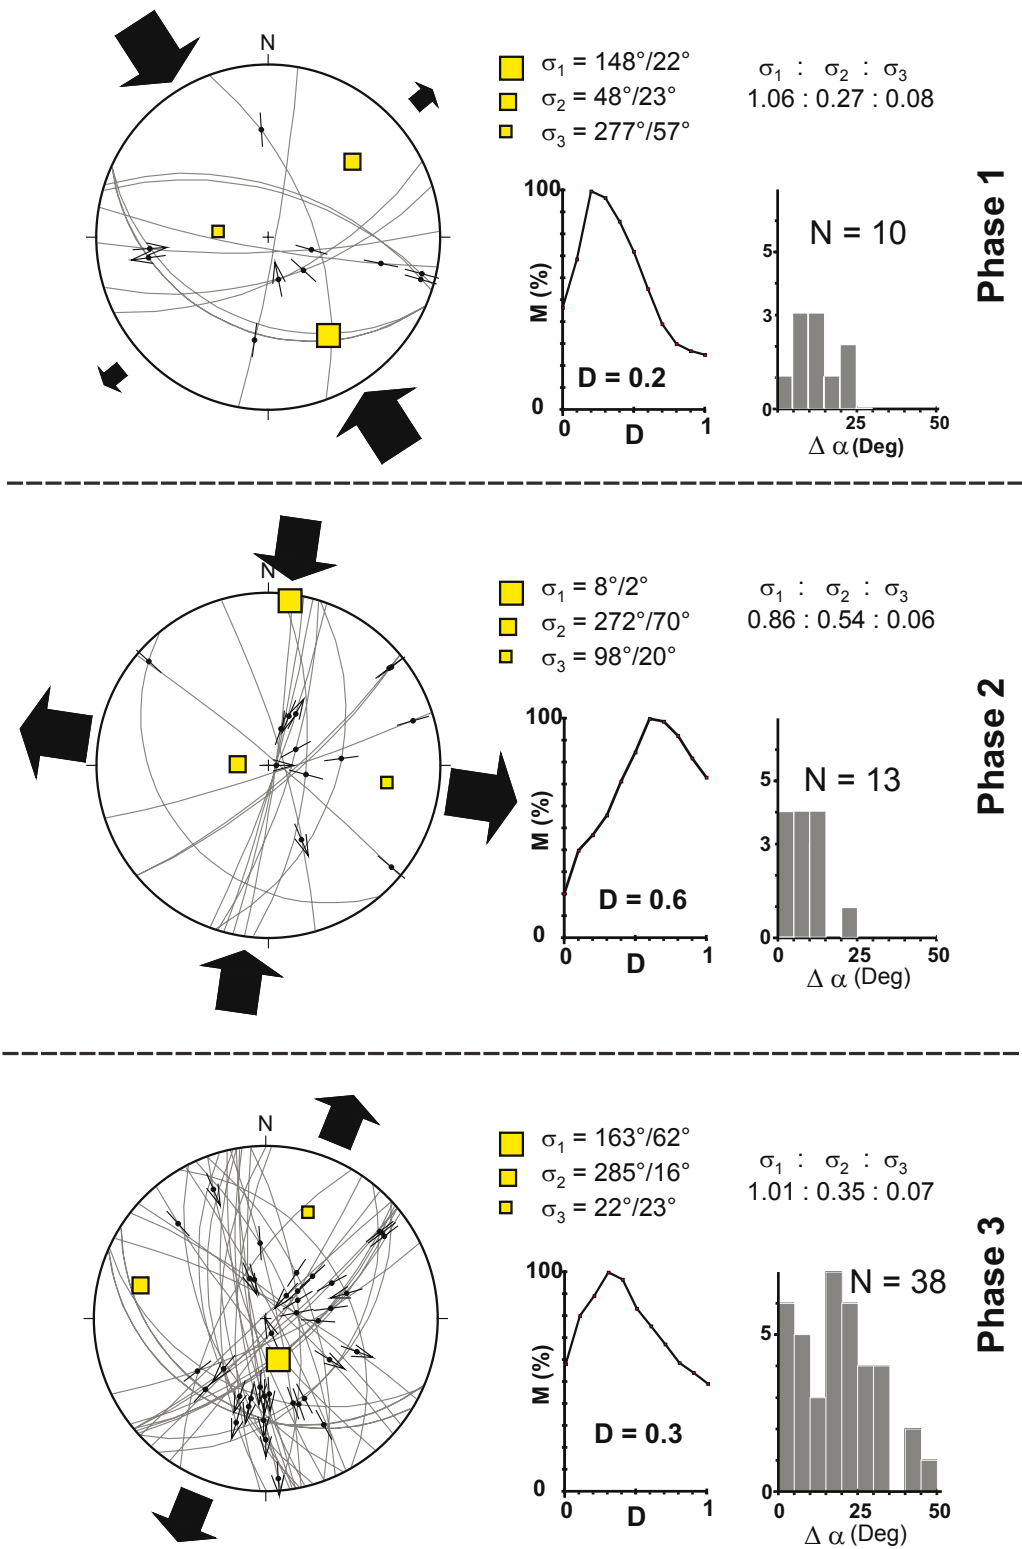 N
σ1 = 148°/22°
σ2 = 48°/23°
σ3 = 277°/57°
σ1 : σ2 : σ3
1.06 : 0.27 : 0.08
100
M (%)
0
D = 0.2
0
D
1
N = 10
5
3
0
25
50
Δ α (Deg)
Phase 1
N
σ1 = 8°/2°
σ2 = 272°/70°
σ3 = 98°/20°
σ1 : σ2 : σ3
0.86 : 0.54 : 0.06
100
M (%)
0
D = 0.6
0
D
1
N = 13
5
3
0
0
25
50
Δ α (Deg)
Phase 2
N
σ1 = 163°/62°
σ2 = 285°/16°
σ3 = 22°/23°
σ1 : σ2 : σ3
1.01 : 0.35 : 0.07
100
M (%)
0
D = 0.3
0
D
1
N = 38
5
0
0
25
50
Δ α (Deg)
Phase 3